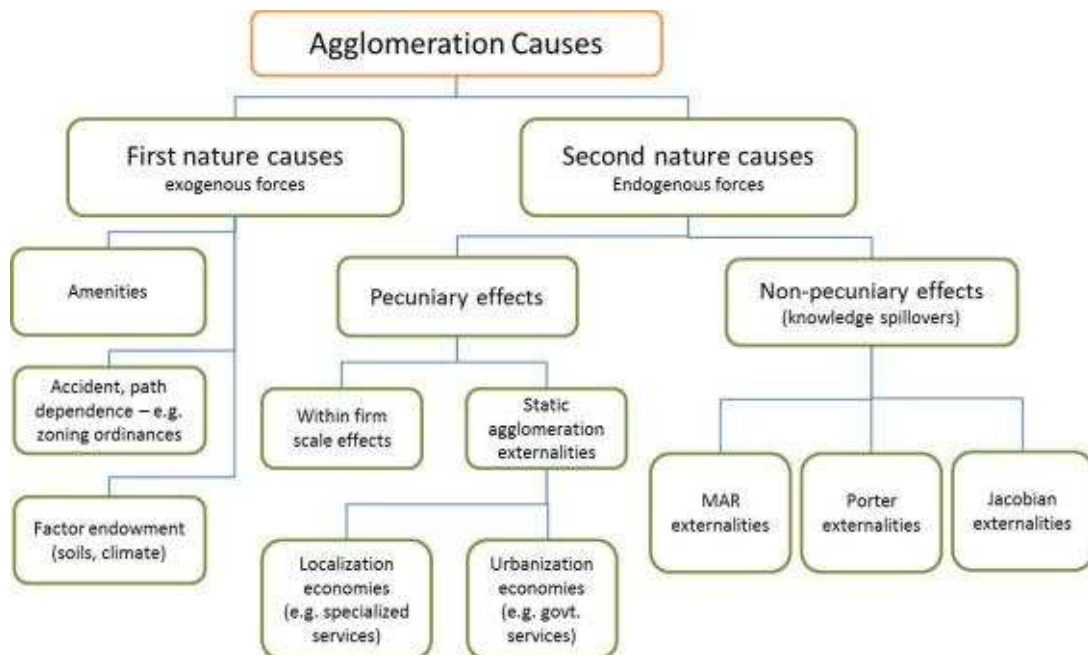 Agglomeration Causes
First nature causes
exogenous forces
Second nature causes
Endogenous forces
Amenities
Accident, path
dependence – e.g.
zoning ordinances
Factor endowment
(soils, climate)
Pecuniary effects
Non-pecuniary effects
(knowledge spillovers)
Within firm
scale effects
Static
agglomeration
externalities
Localization
economies
(e.g. specialized
services)
Urbanization
economies
(e.g. govt.
services)
MAR
externalities
Porter
externalities
Jacobian
externalities